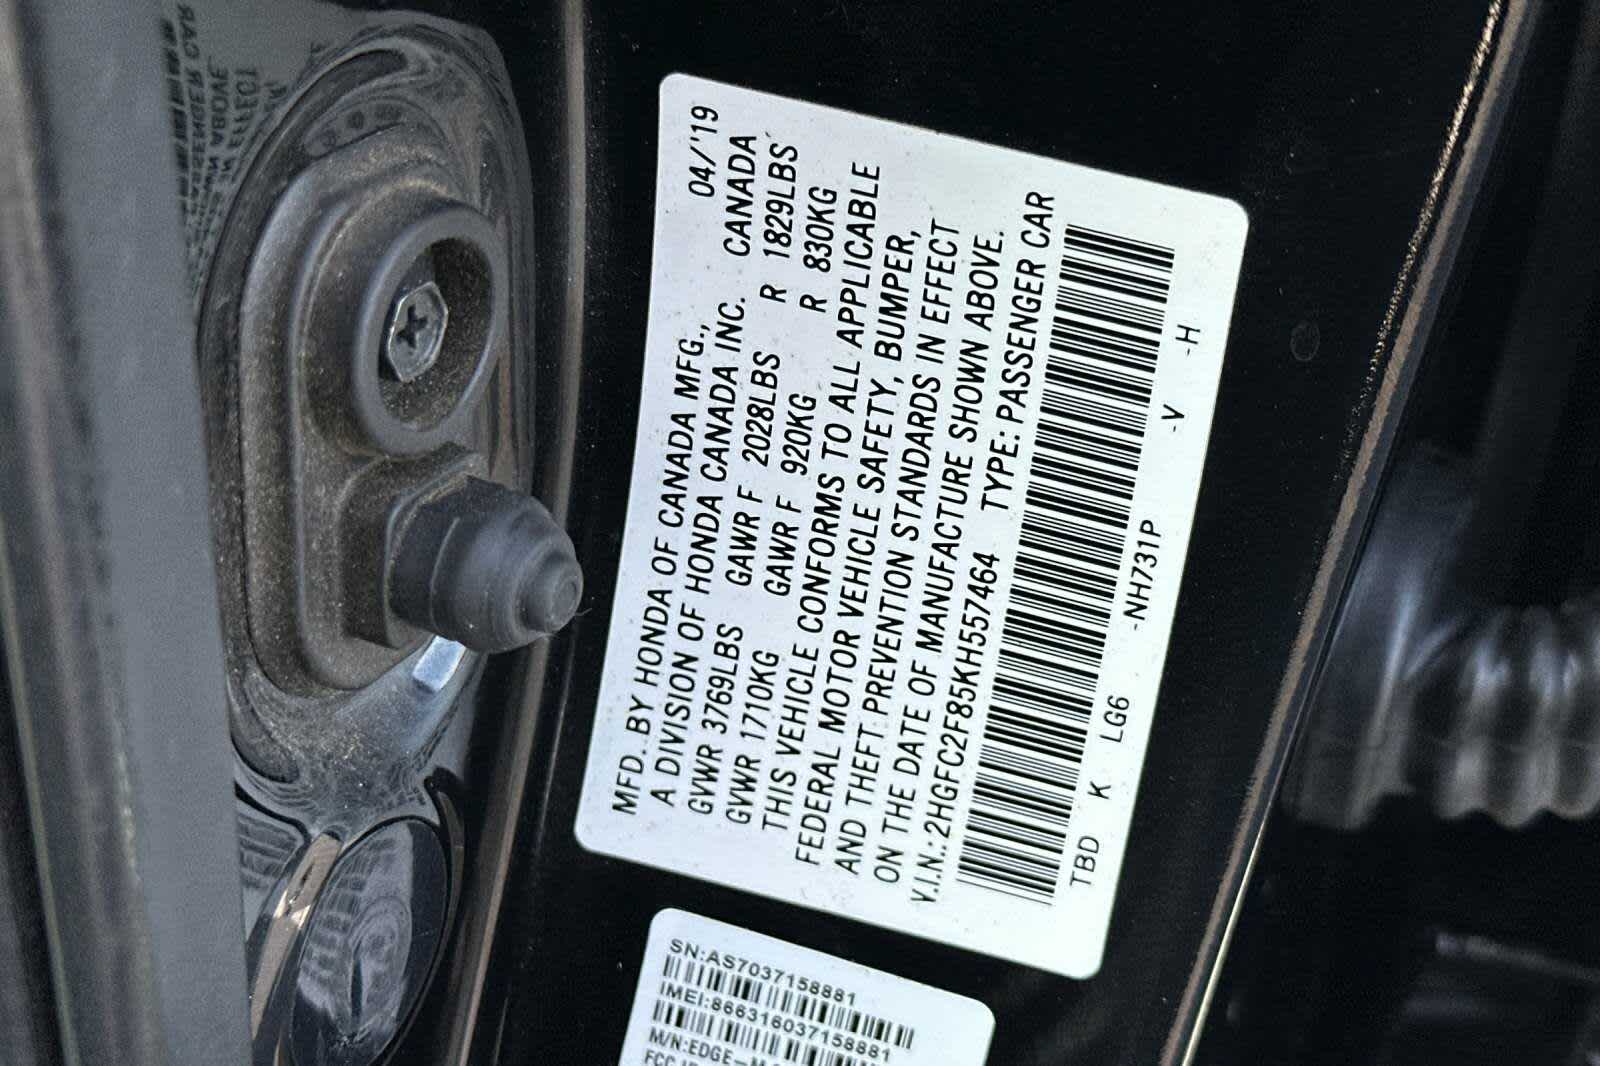 MFD. BY HONDA OF CANADA MFG., 04/'19
A DIVISION OF HONDA CANADA INC. CANADA
GVWR 3769LBS GAWR F 2028LBS R 1829LBS
GVWR 1710KG GAWR F 920KG R 830KG
THIS VEHICLE CONFORMS TO ALL APPLICABLE
FEDERAL MOTOR VEHICLE SAFETY, BUMPER,
AND THEFT PREVENTION STANDARDS IN EFFECT
ON THE DATE OF MANUFACTURE SHOWN ABOVE.
V.I.N.:2HGFC2F85KH557464 TYPE: PASSENGER CAR
TBD K LG6 -NH731P -V -H
SN:AS7037158881
IMEI:866316037158881
M/N:EDGE-
FCC